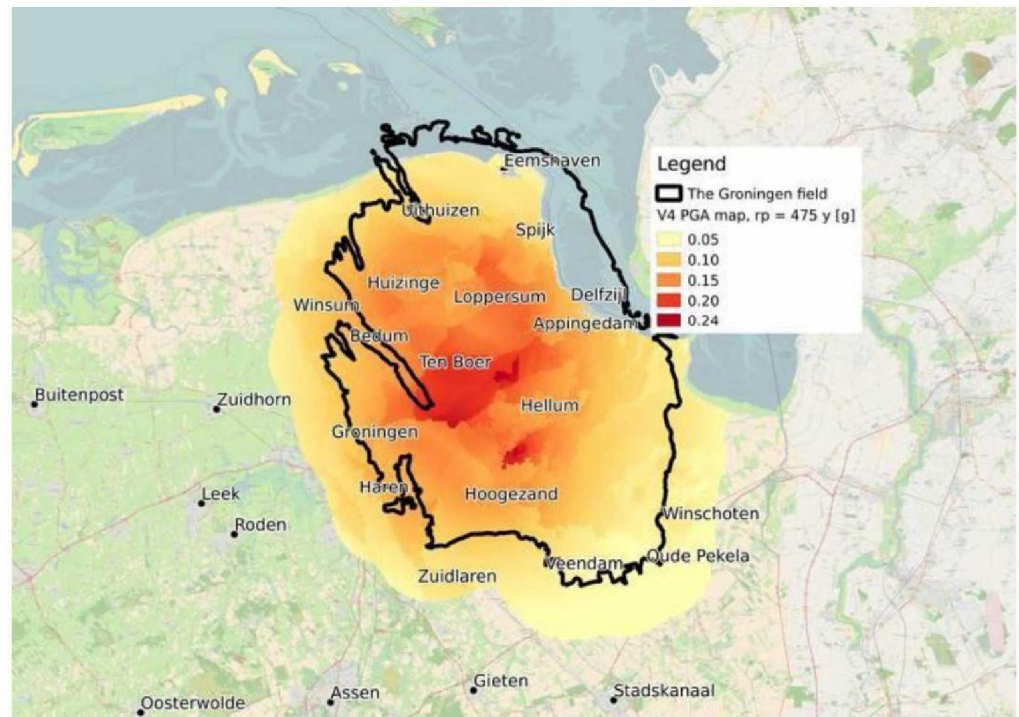 Eemshaven
Legend
The Groningen field
V4 PGA map, rp = 475 y [g]
Uithuizen
Spijk
0.05
0.10
Huizinge
0.15
Loppersum
Delfzijl
0.20
Winsum
Appingedam
0.24
Bedum
Ten Boer
Buitenpost
Zuidhorn
Hellum
Groningen
Haren
Hoogezand
Leek
Winschoten
Roden
Oude Pekela
Veendam
Zuidlaren
Gieten
Assen
Stadskanaal
Oosterwolde